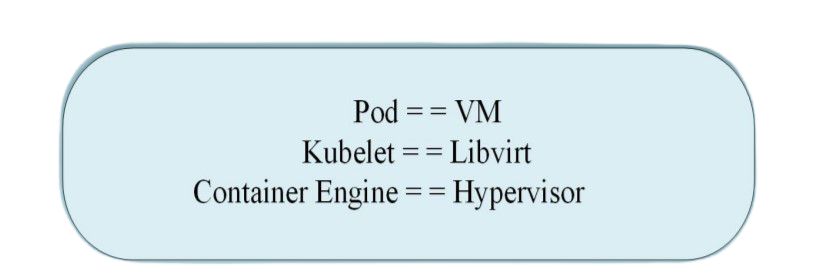 Pod = = VM
Kubelet = = Libvirt
Container Engine = = Hypervisor